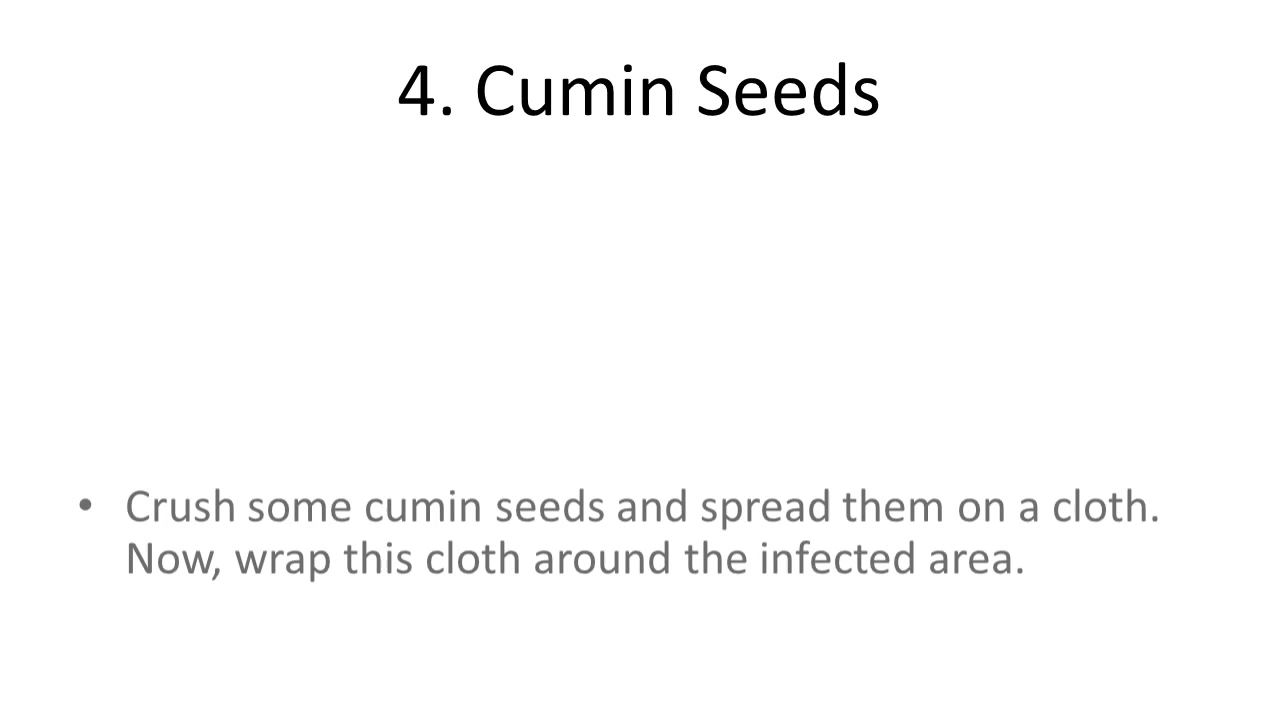 4. Cumin Seeds
• Crush some cumin seeds and spread them on a cloth.
Now, wrap this cloth around the infected area.